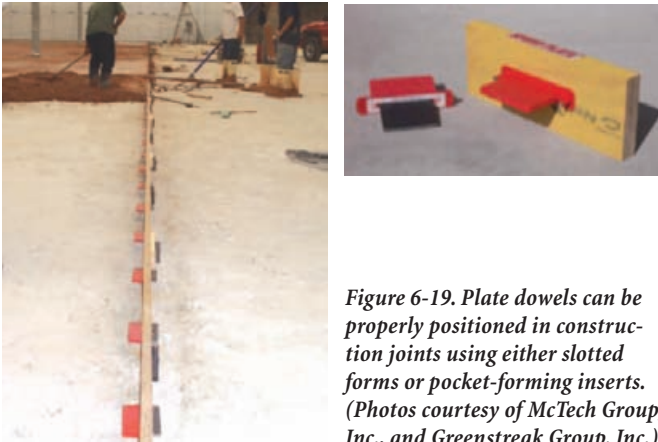 Figure 6-19. Plate dowels can be
properly positioned in construc-
tion joints using either slotted
forms or pocket-forming inserts.
(Photos courtesy of McTech Group
Inc., and Greenstreak Group, Inc.)